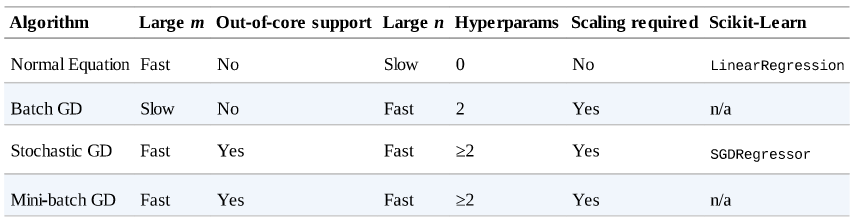 Algorithm Large m Out-of-core support Large n Hyperparams Scaling required Scikit-Learn
Normal Equation Fast No Slow 0 No LinearRegression
Batch GD Slow No Fast 2 Yes n/a
Stochastic GD Fast Yes Fast ≥2 Yes SGDRegressor
Mini-batch GD Fast Yes Fast ≥2 Yes n/a